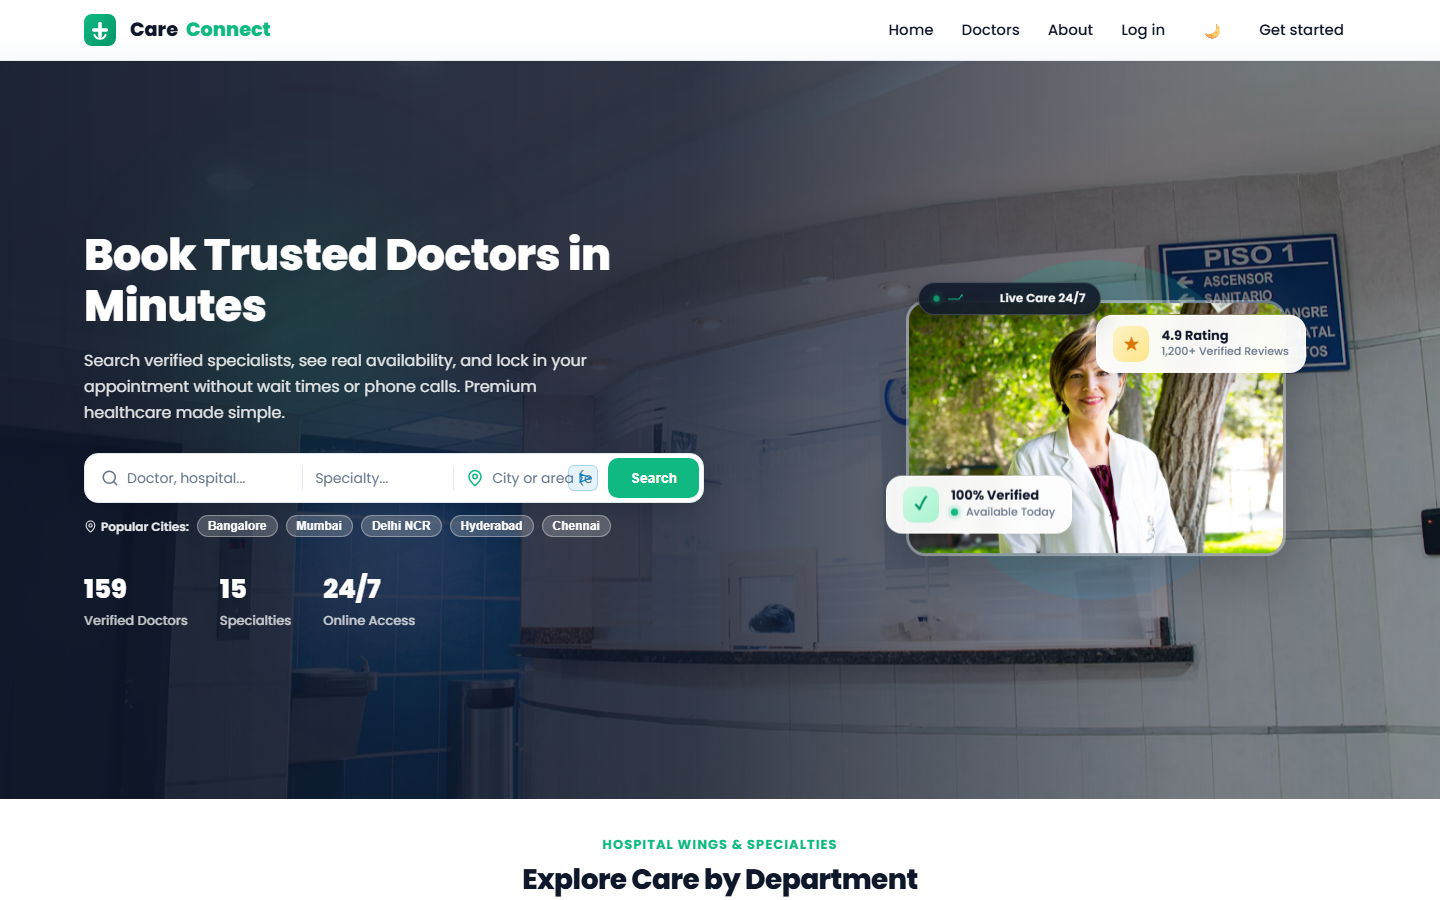 Care Connect
Home Doctors About Log in Get started
Book Trusted Doctors in
Minutes
Search verified specialists, see real availability, and lock in your
appointment without wait times or phone calls. Premium
healthcare made simple.
Doctor, hospital... Specialty... City or area Search
Popular Cities: Bangalore Mumbai Delhi NCR Hyderabad Chennai
159 15 24/7
Verified Doctors Specialties Online Access
Live Care 24/7
4.9 Rating
1,200+ Verified Reviews
100% Verified
Available Today
PISO 1
ASCENSOR
SANITARIO
HOSPITAL WINGS & SPECIALTIES
Explore Care by Department